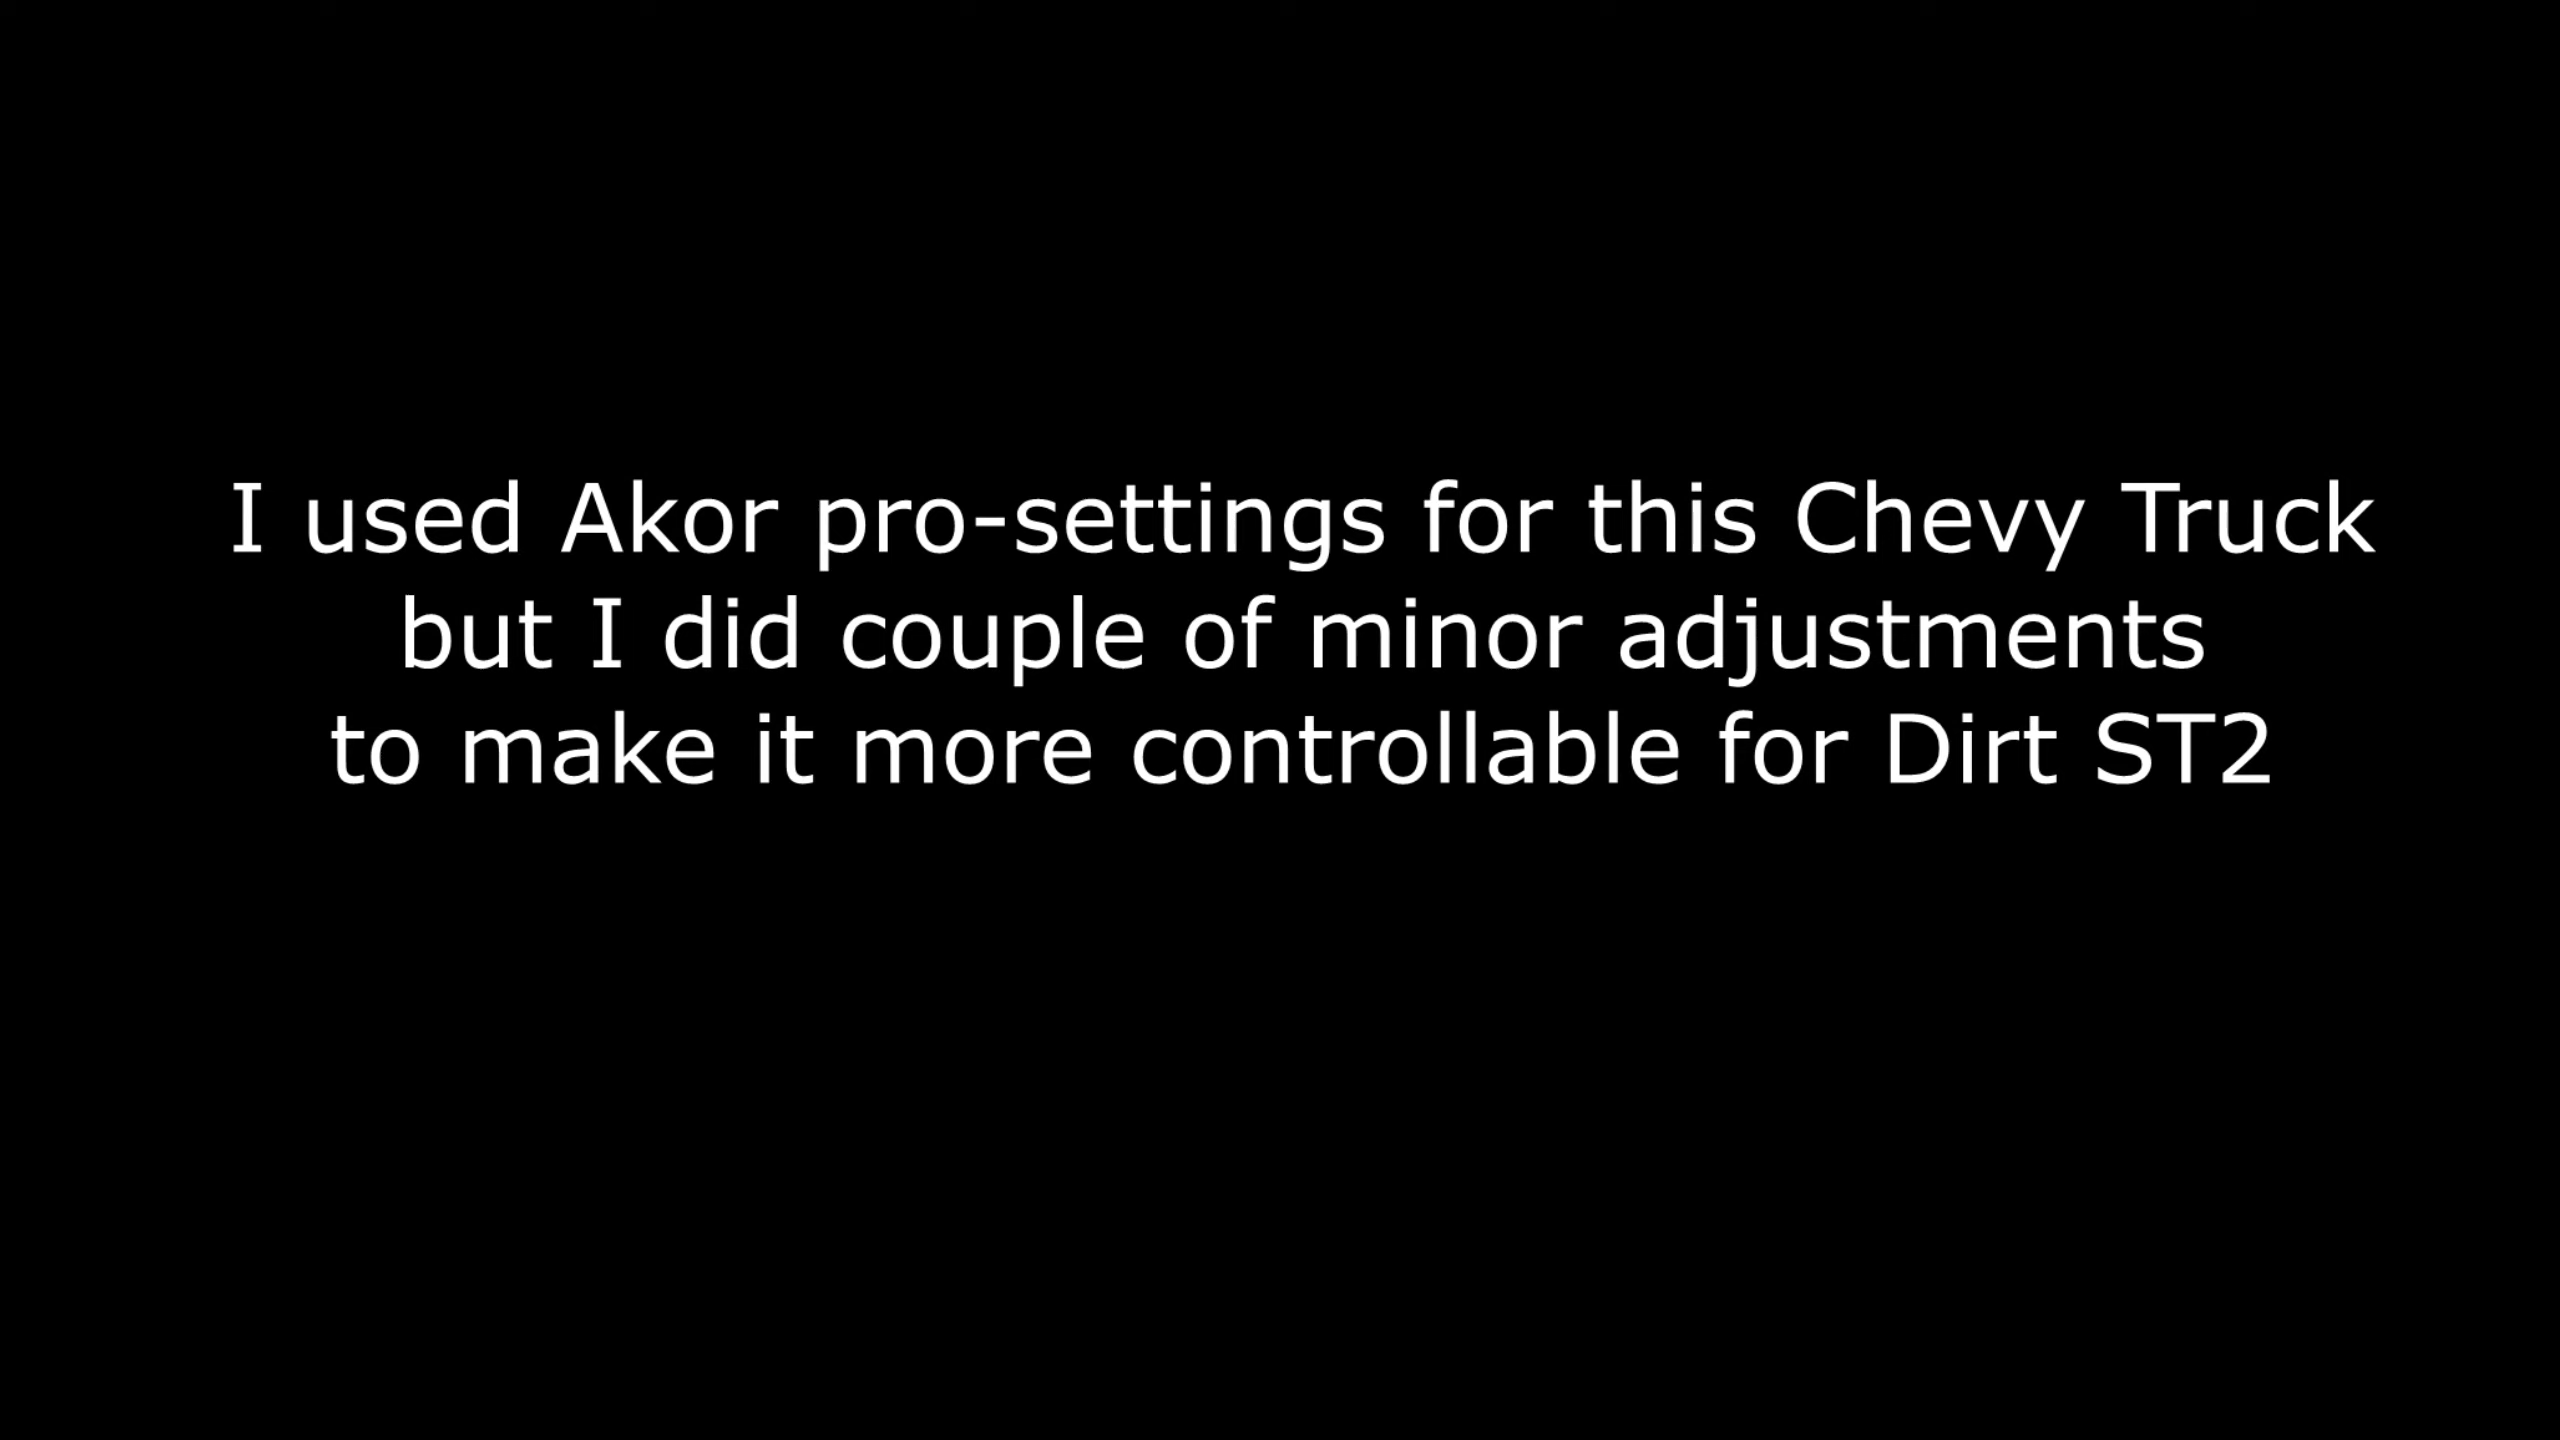 I used Akor pro-settings for this Chevy Truck
but I did couple of minor adjustments
to make it more controllable for Dirt ST2